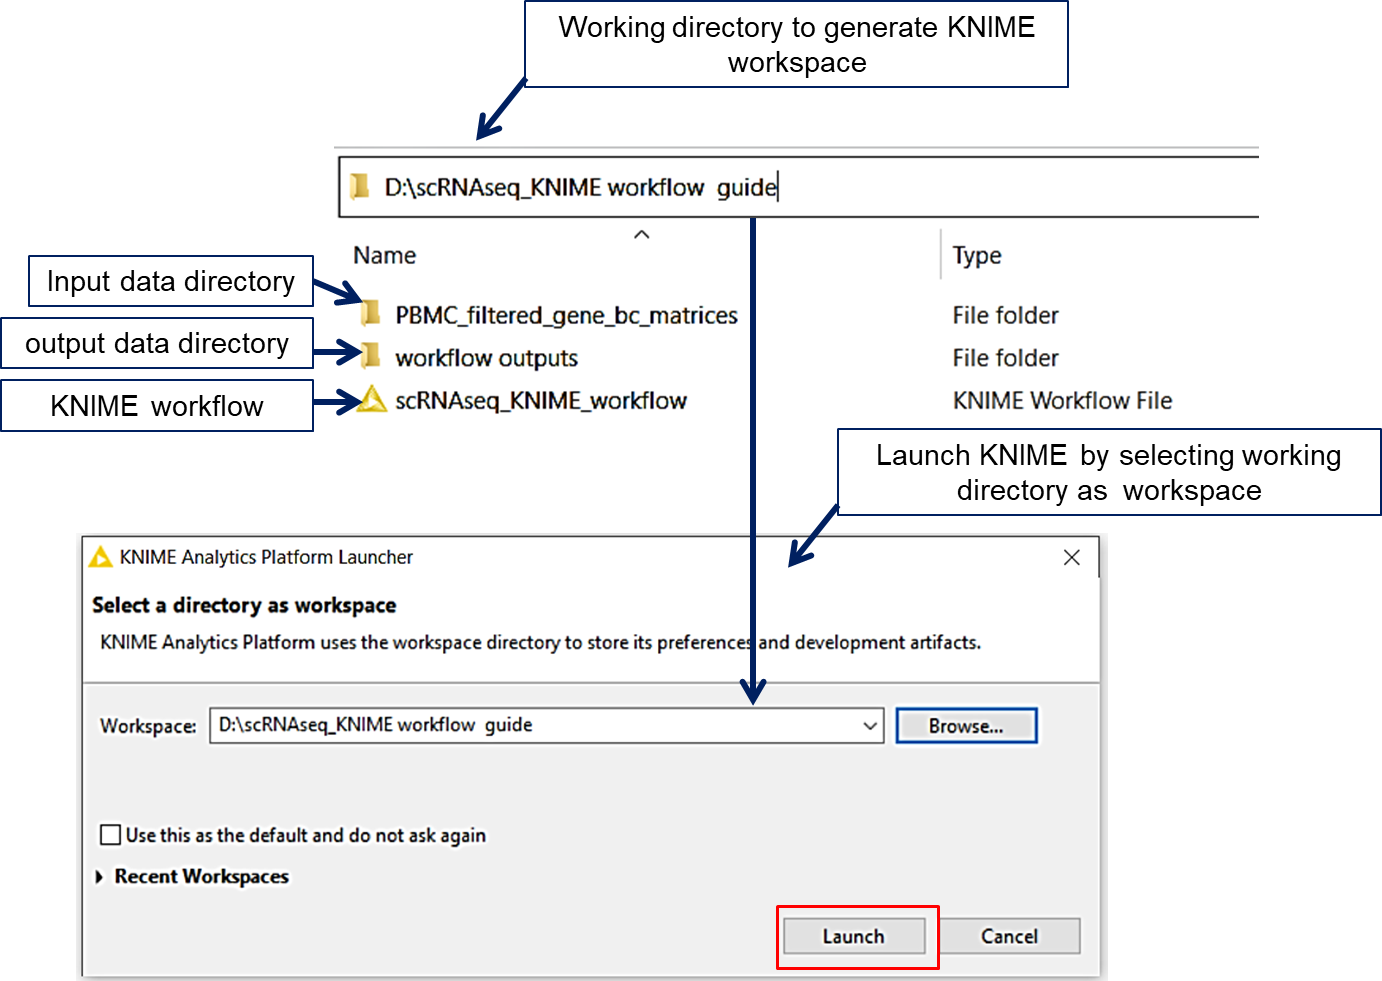 Working directory to generate KNIME
workspace
D:\scRNAseq_KNIME workflow  guide
Name
Type
Input data directory
PBMC_filtered_gene_bc_matrices
File folder
output data directory
workflow outputs
File folder
KNIME workflow
scRNAseq_KNIME_workflow
KNIME Workflow File
Launch KNIME by selecting working
directory as workspace
KNIME Analytics Platform Launcher
Select a directory as workspace
KNIME Analytics Platform uses the workspace directory to store its preferences and development artifacts.
Workspace:
D:\scRNAseq_KNIME workflow  guide
Browse...
Use this as the default and do not ask again
Recent Workspaces
Launch
Cancel